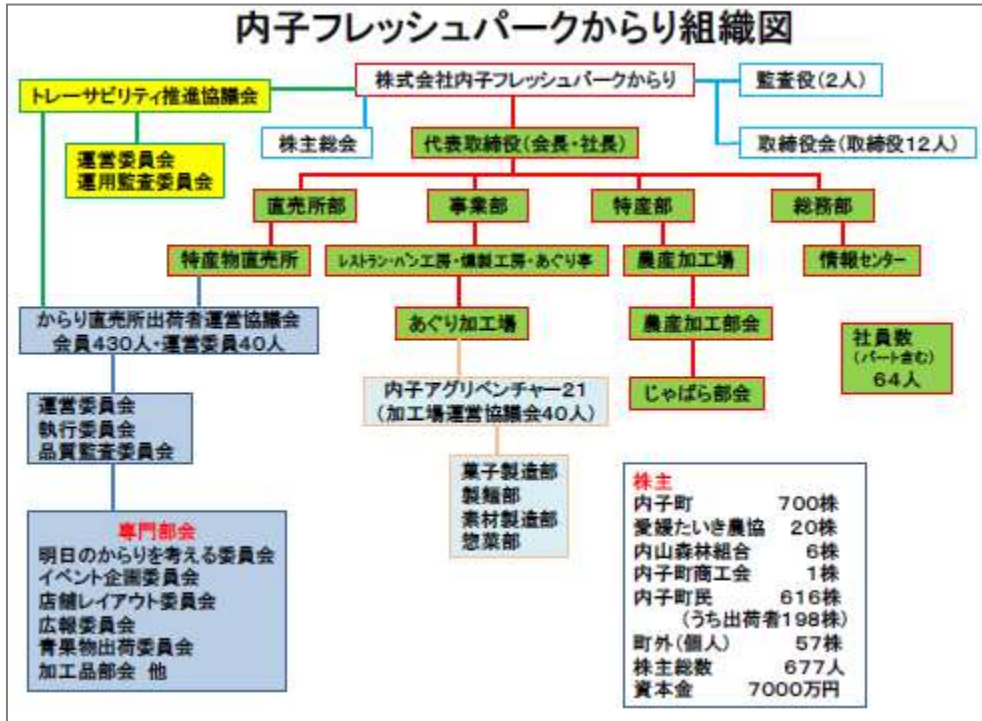 内子フレッシュパークからり組織図
株式会社内子フレッシュパークからり
監査役(2人)
トレーサビリティ推進協議会
株主総会
代表取締役(会長・社長)
取締役会(取締役12人)
運営委員会
運用監査委員会
直売所部
事業部
特産部
総務部
特産物直売所
レストラン・パン工房・燻製工房・あぐり亭
農産加工場
情報センター
からり直売所出荷者運営協議会
会員430人・運営委員40人
あぐり加工場
農産加工部会
社員数
(パート含む)
64人
内子アグリベンチャー21
(加工場運営協議会40人)
じゃばら部会
運営委員会
執行委員会
品質監査委員会
菓子製造部
製麺部
素材製造部
惣菜部
専門部会
明日のからりを考える委員会
イベント企画委員会
店舗レイアウト委員会
広報委員会
青果物出荷委員会
加工品部会 他
株主
内子町 700株
愛媛たいき農協 20株
内山森林組合 6株
内子町商工会 1株
内子町民 616株
(うち出荷者198株)
町外(個人) 57株
株主総数 677人
資本金 7000万円